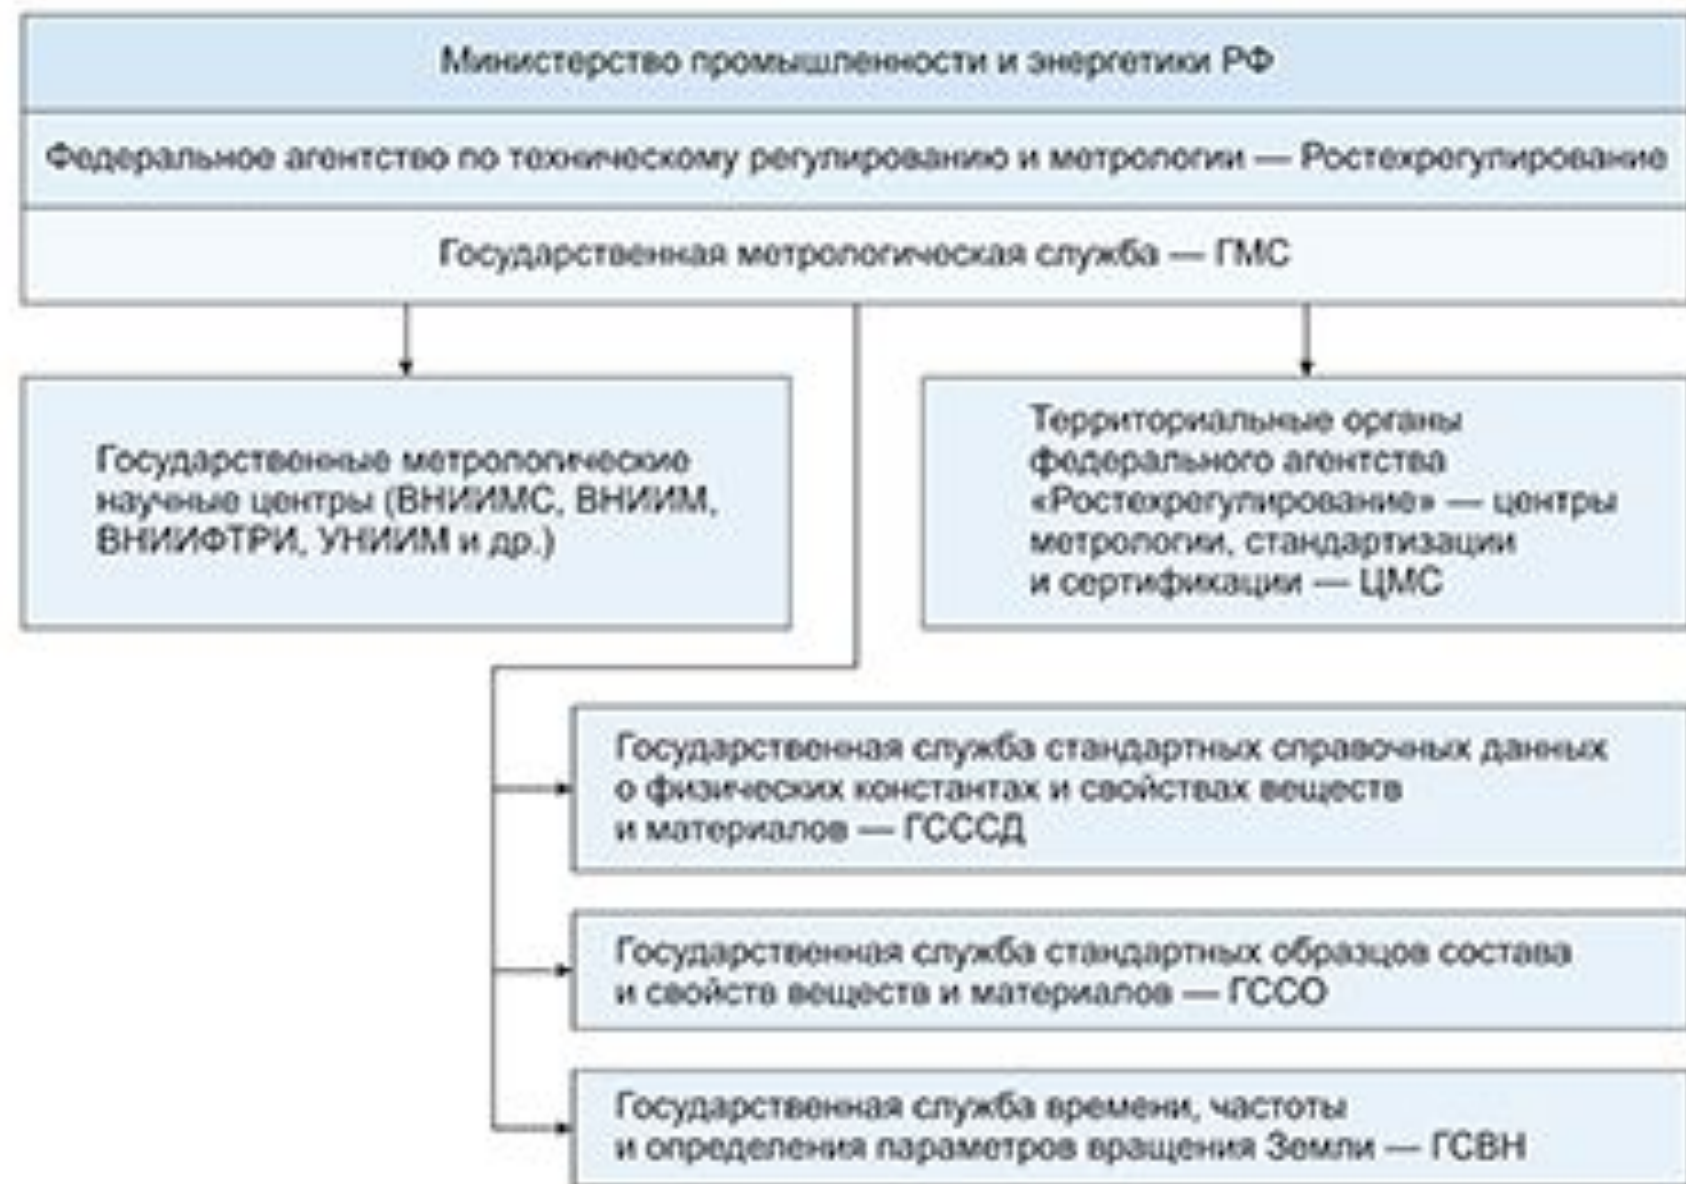 Министерство промышленности и энергетики РФ
Федеральное агентство по техническому регулированию и метрологии — Ростехрегулирование
Государственная метрологическая служба — ГМС
Государственные метрологические
научные центры (ВНИИМС, ВНИИМ,
ВНИИФТРИ, УНИИМ и др.)
Территориальные органы
федерального агентства
«Ростехрегулирование» — центры
метрологии, стандартизации
и сертификации — ЦМС
Государственная служба стандартных справочных данных
о физических константах и свойствах веществ
и материалов — ГСССД
Государственная служба стандартных образцов состава
и свойств веществ и материалов — ГССО
Государственная служба времени, частоты
и определения параметров вращения Земли — ГСВН